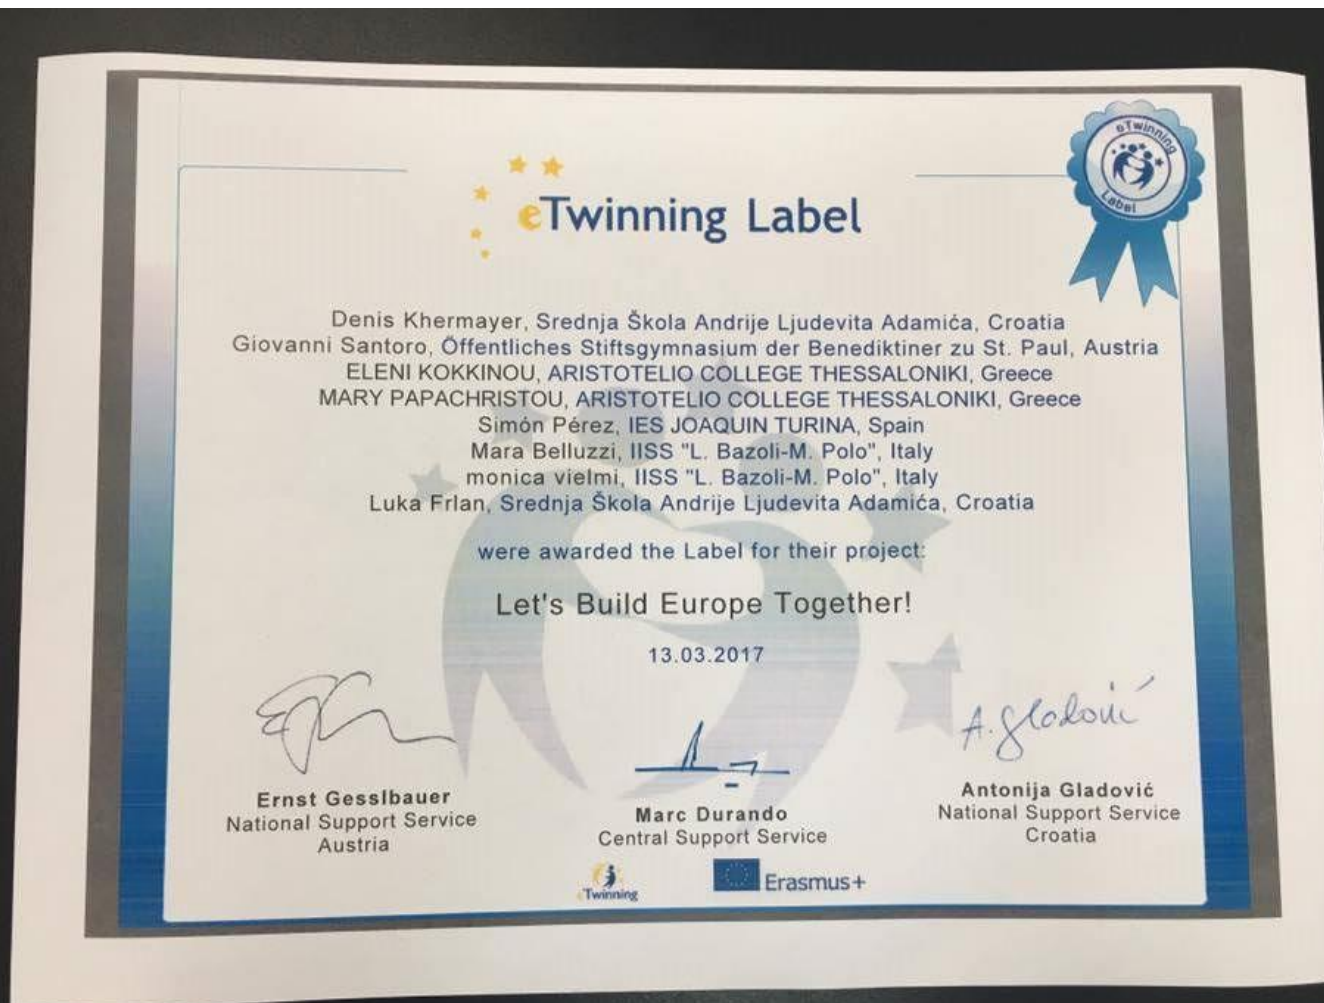 eTwinning
Label
eTwinning Label
Denis Khermayer, Srednja Škola Andrije Ljudevita Adamića, Croatia
Giovanni Santoro, Öffentliches Stiftsgymnasium der Benediktiner zu St. Paul, Austria
ELENI KOKKINOU, ARISTOTELIO COLLEGE THESSALONIKI, Greece
MARY PAPACHRISTOU, ARISTOTELIO COLLEGE THESSALONIKI, Greece
Simón Pérez, IES JOAQUIN TURINA, Spain
Mara Belluzzi, IISS "L. Bazoli-M. Polo", Italy
monica vielmi, IISS "L. Bazoli-M. Polo", Italy
Luka Frlan, Srednja Škola Andrije Ljudevita Adamića, Croatia
were awarded the Label for their project:
Let's Build Europe Together!
13.03.2017
A. Gladović
Ernst Gesslbauer
National Support Service
Austria
Marc Durando
Central Support Service
Antonija Gladović
National Support Service
Croatia
eTwinning
Erasmus+